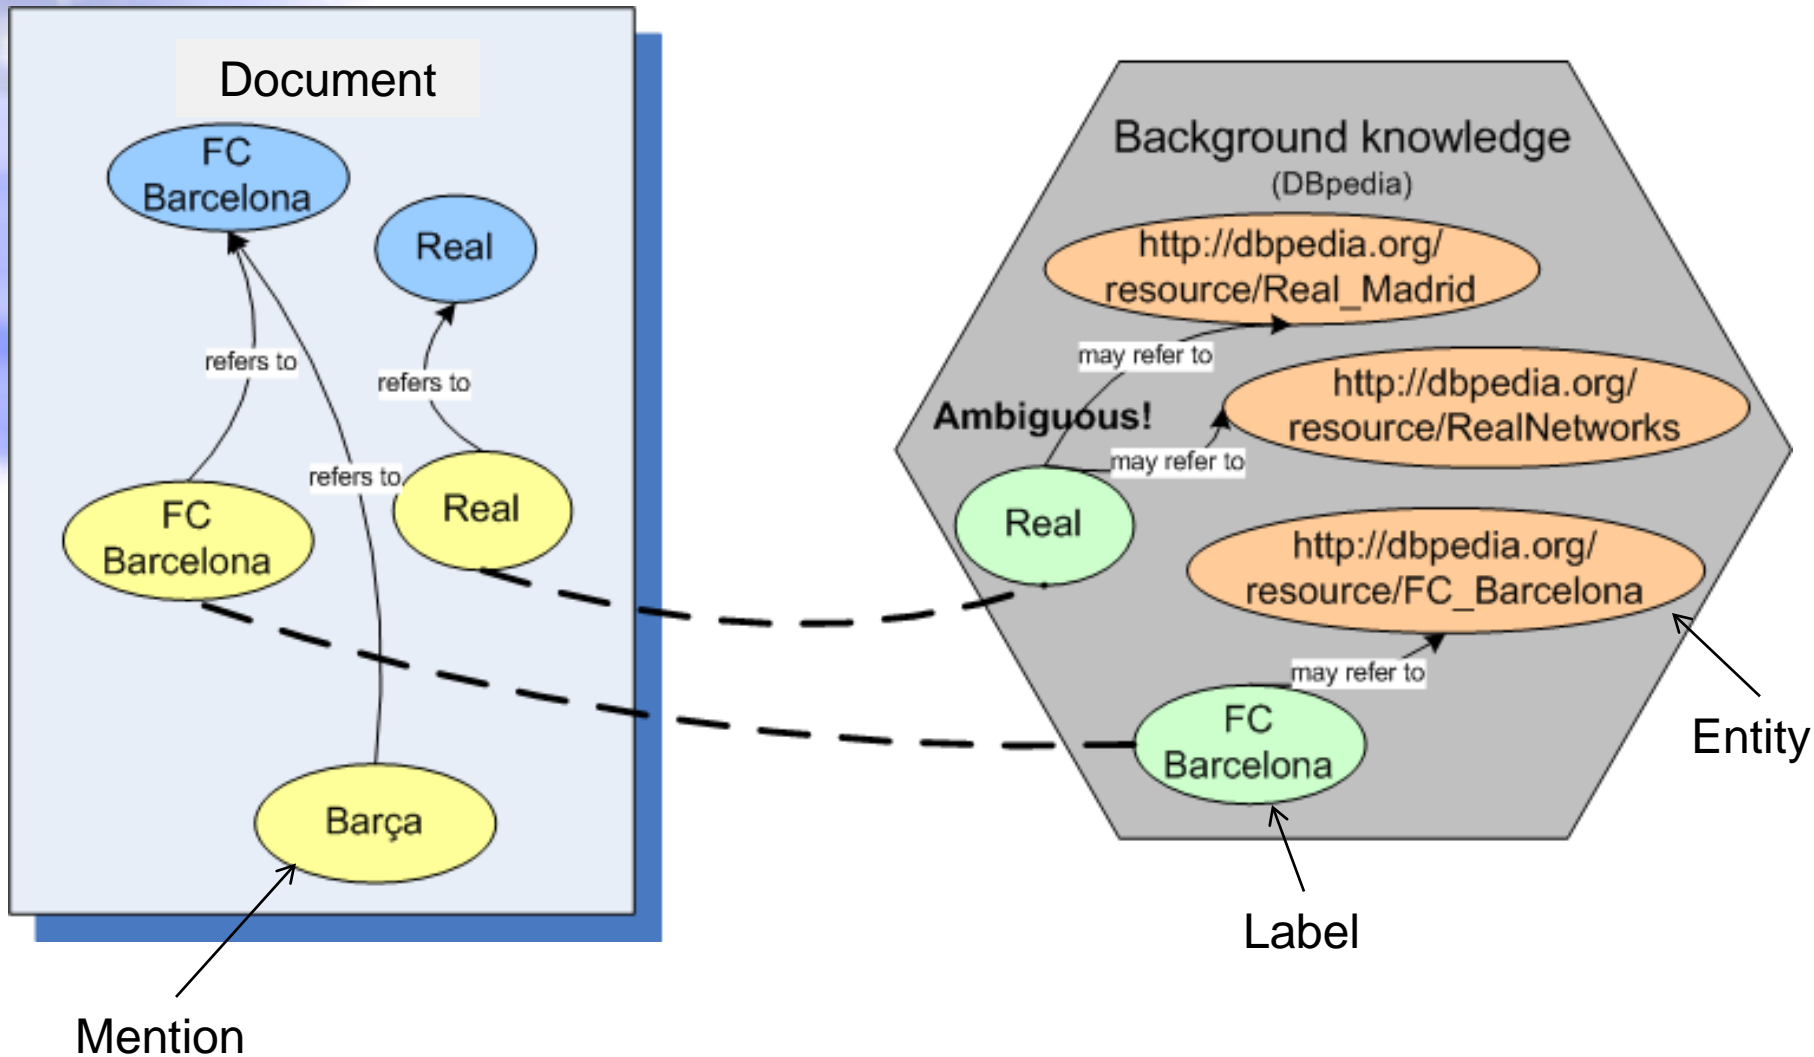 Document
FC
Barcelona
Real
refers to
refers to
refers to
FC
Barcelona
Real
Barça
Mention
Background knowledge
(DBpedia)
http://dbpedia.org/
resource/Real_Madrid
may refer to
http://dbpedia.org/
resource/RealNetworks
Ambiguous!
may refer to
Real
http://dbpedia.org/
resource/FC_Barcelona
may refer to
FC
Barcelona
Entity
Label